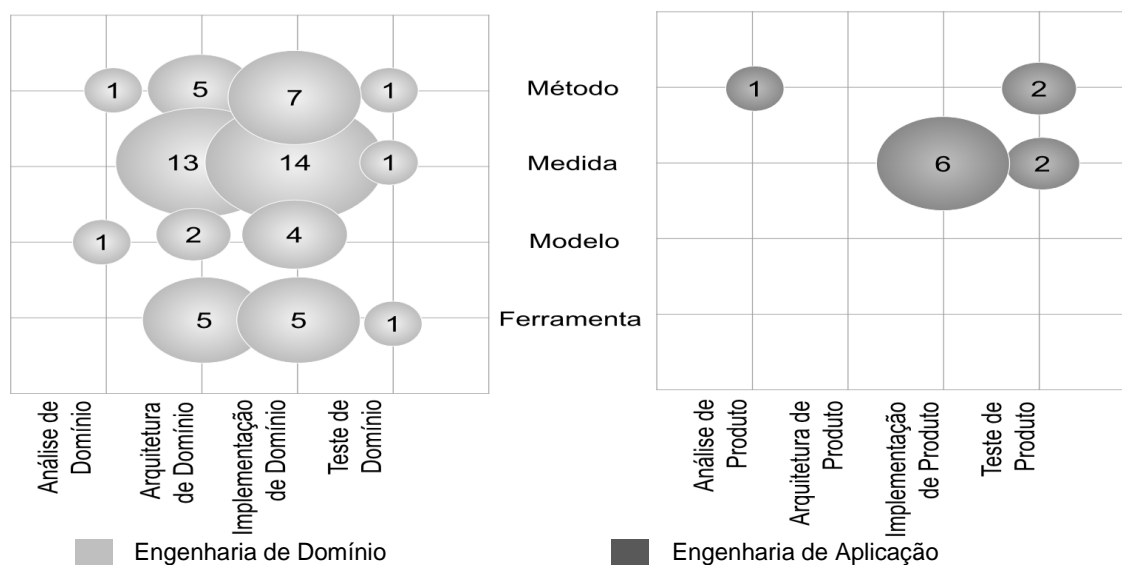 1 5 7 1 Método 1 2
13 14 1 Medida 6 2
1 2 4 Modelo
5 5 1 Ferramenta
Análise de
Domínio
Arquitetura
de Domínio
Implementação
de Domínio
Teste de
Domínio
Análise de
Produto
Arquitetura de
Produto
Implementação
de Produto
Teste de
Produto
Engenharia de Domínio
Engenharia de Aplicação